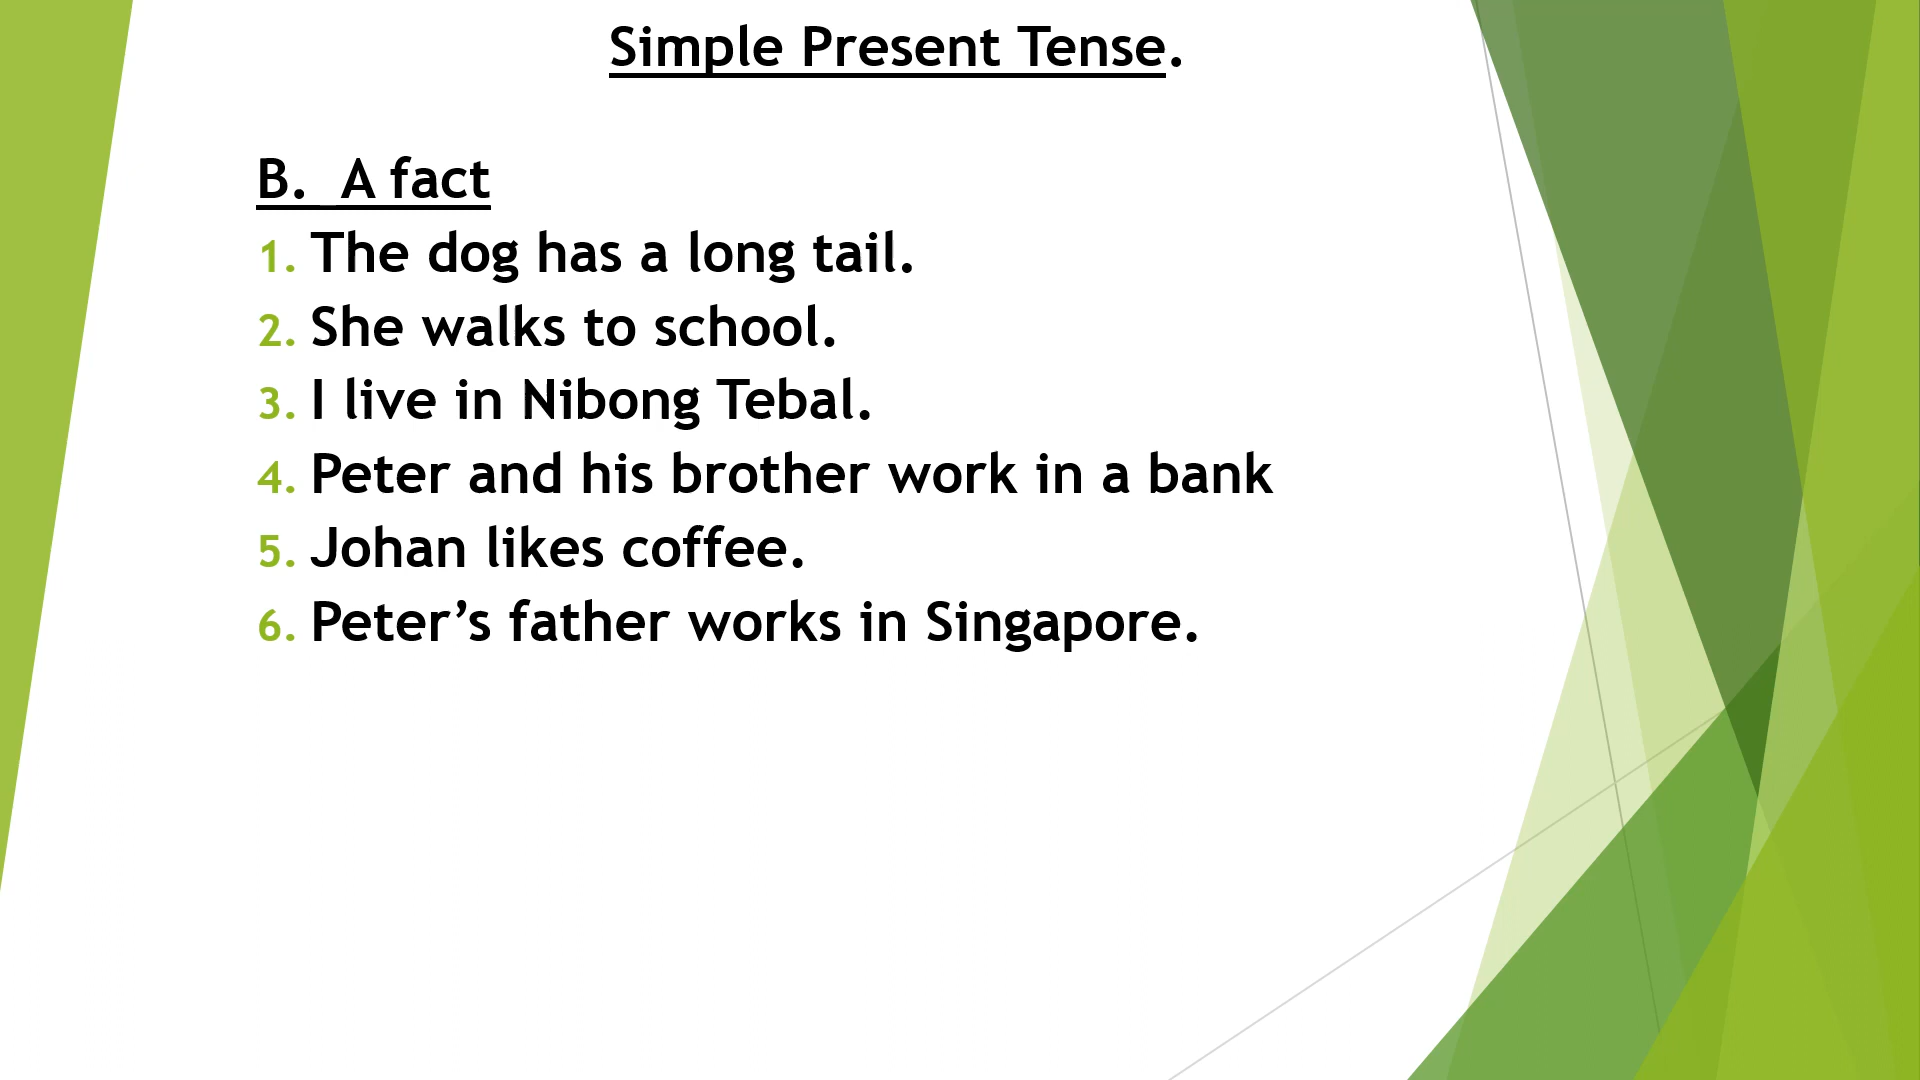 Simple Present Tense.
B.  A fact
1. The dog has a long tail.
2. She walks to school.
3. I live in Nibong Tebal.
4. Peter and his brother work in a bank
5. Johan likes coffee.
6. Peter’s father works in Singapore.